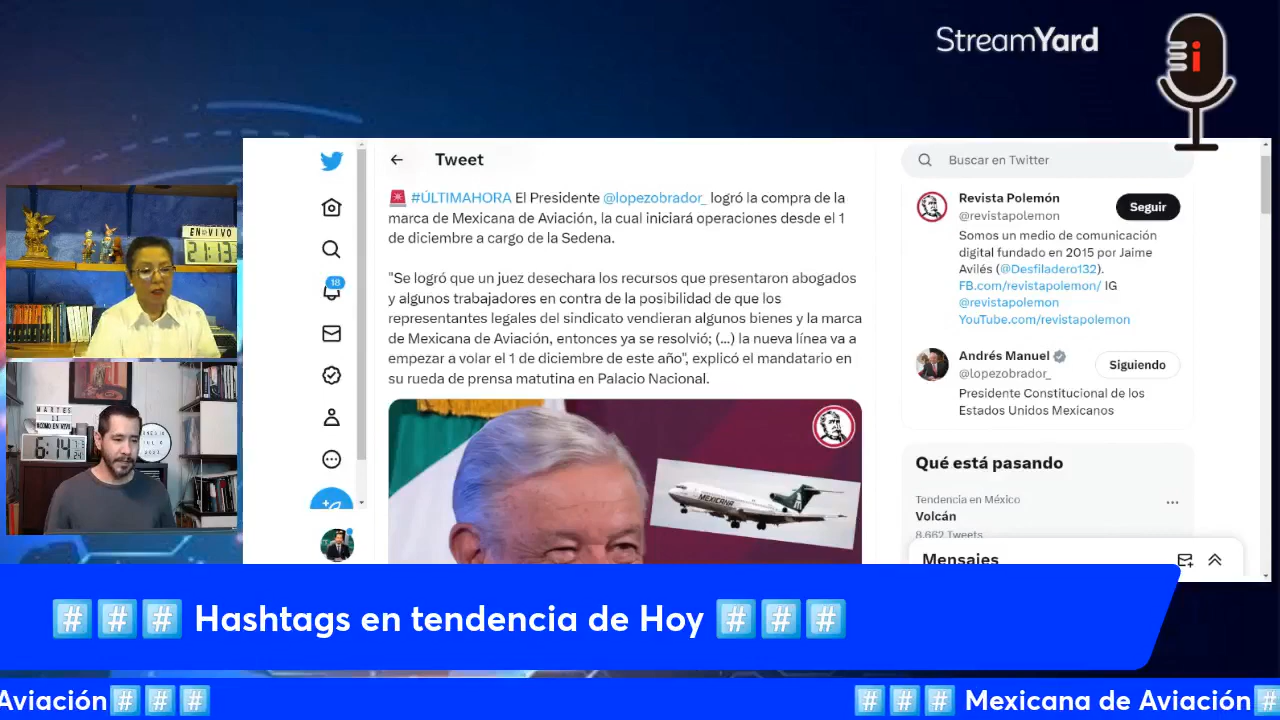 StreamYard
i
Tweet
🚨 #ÚLTIMAHORA El Presidente @lopezobrador_ logró la compra de la
marca de Mexicana de Aviación, la cual iniciará operaciones desde el 1
de diciembre a cargo de la Sedena.
"Se logró que un juez desechara los recursos que presentaron abogados
y algunos trabajadores en contra de la posibilidad de que los
representantes legales del sindicato vendieran algunos bienes y la marca
de Mexicana de Aviación, entonces ya se resolvió; (...) la nueva línea va a
empezar a volar el 1 de diciembre de este año", explicó el mandatario en
su rueda de prensa matutina en Palacio Nacional.
MEXICANA
18
Buscar en Twitter
Revista Polemón
@revistapolemon
Seguir
Somos un medio de comunicación
digital fundado en 2015 por Jaime
Avilés (@Desfiladero132).
FB.com/revistapolemon/ IG
@revistapolemon
YouTube.com/revistapolemon
Andrés Manuel
@lopezobrador_
Siguiendo
Presidente Constitucional de los
Estados Unidos Mexicanos
Qué está pasando
Tendencia en México
Volcán
8,662 Tweets
Mensajes
EN VIVO
21:13
MARTES
11
6:14
#️⃣#️⃣#️⃣ Hashtags en tendencia de Hoy #️⃣#️⃣#️⃣
Aviación#️⃣#️⃣#️⃣ #️⃣#️⃣#️⃣ Mexicana de Aviación#️⃣